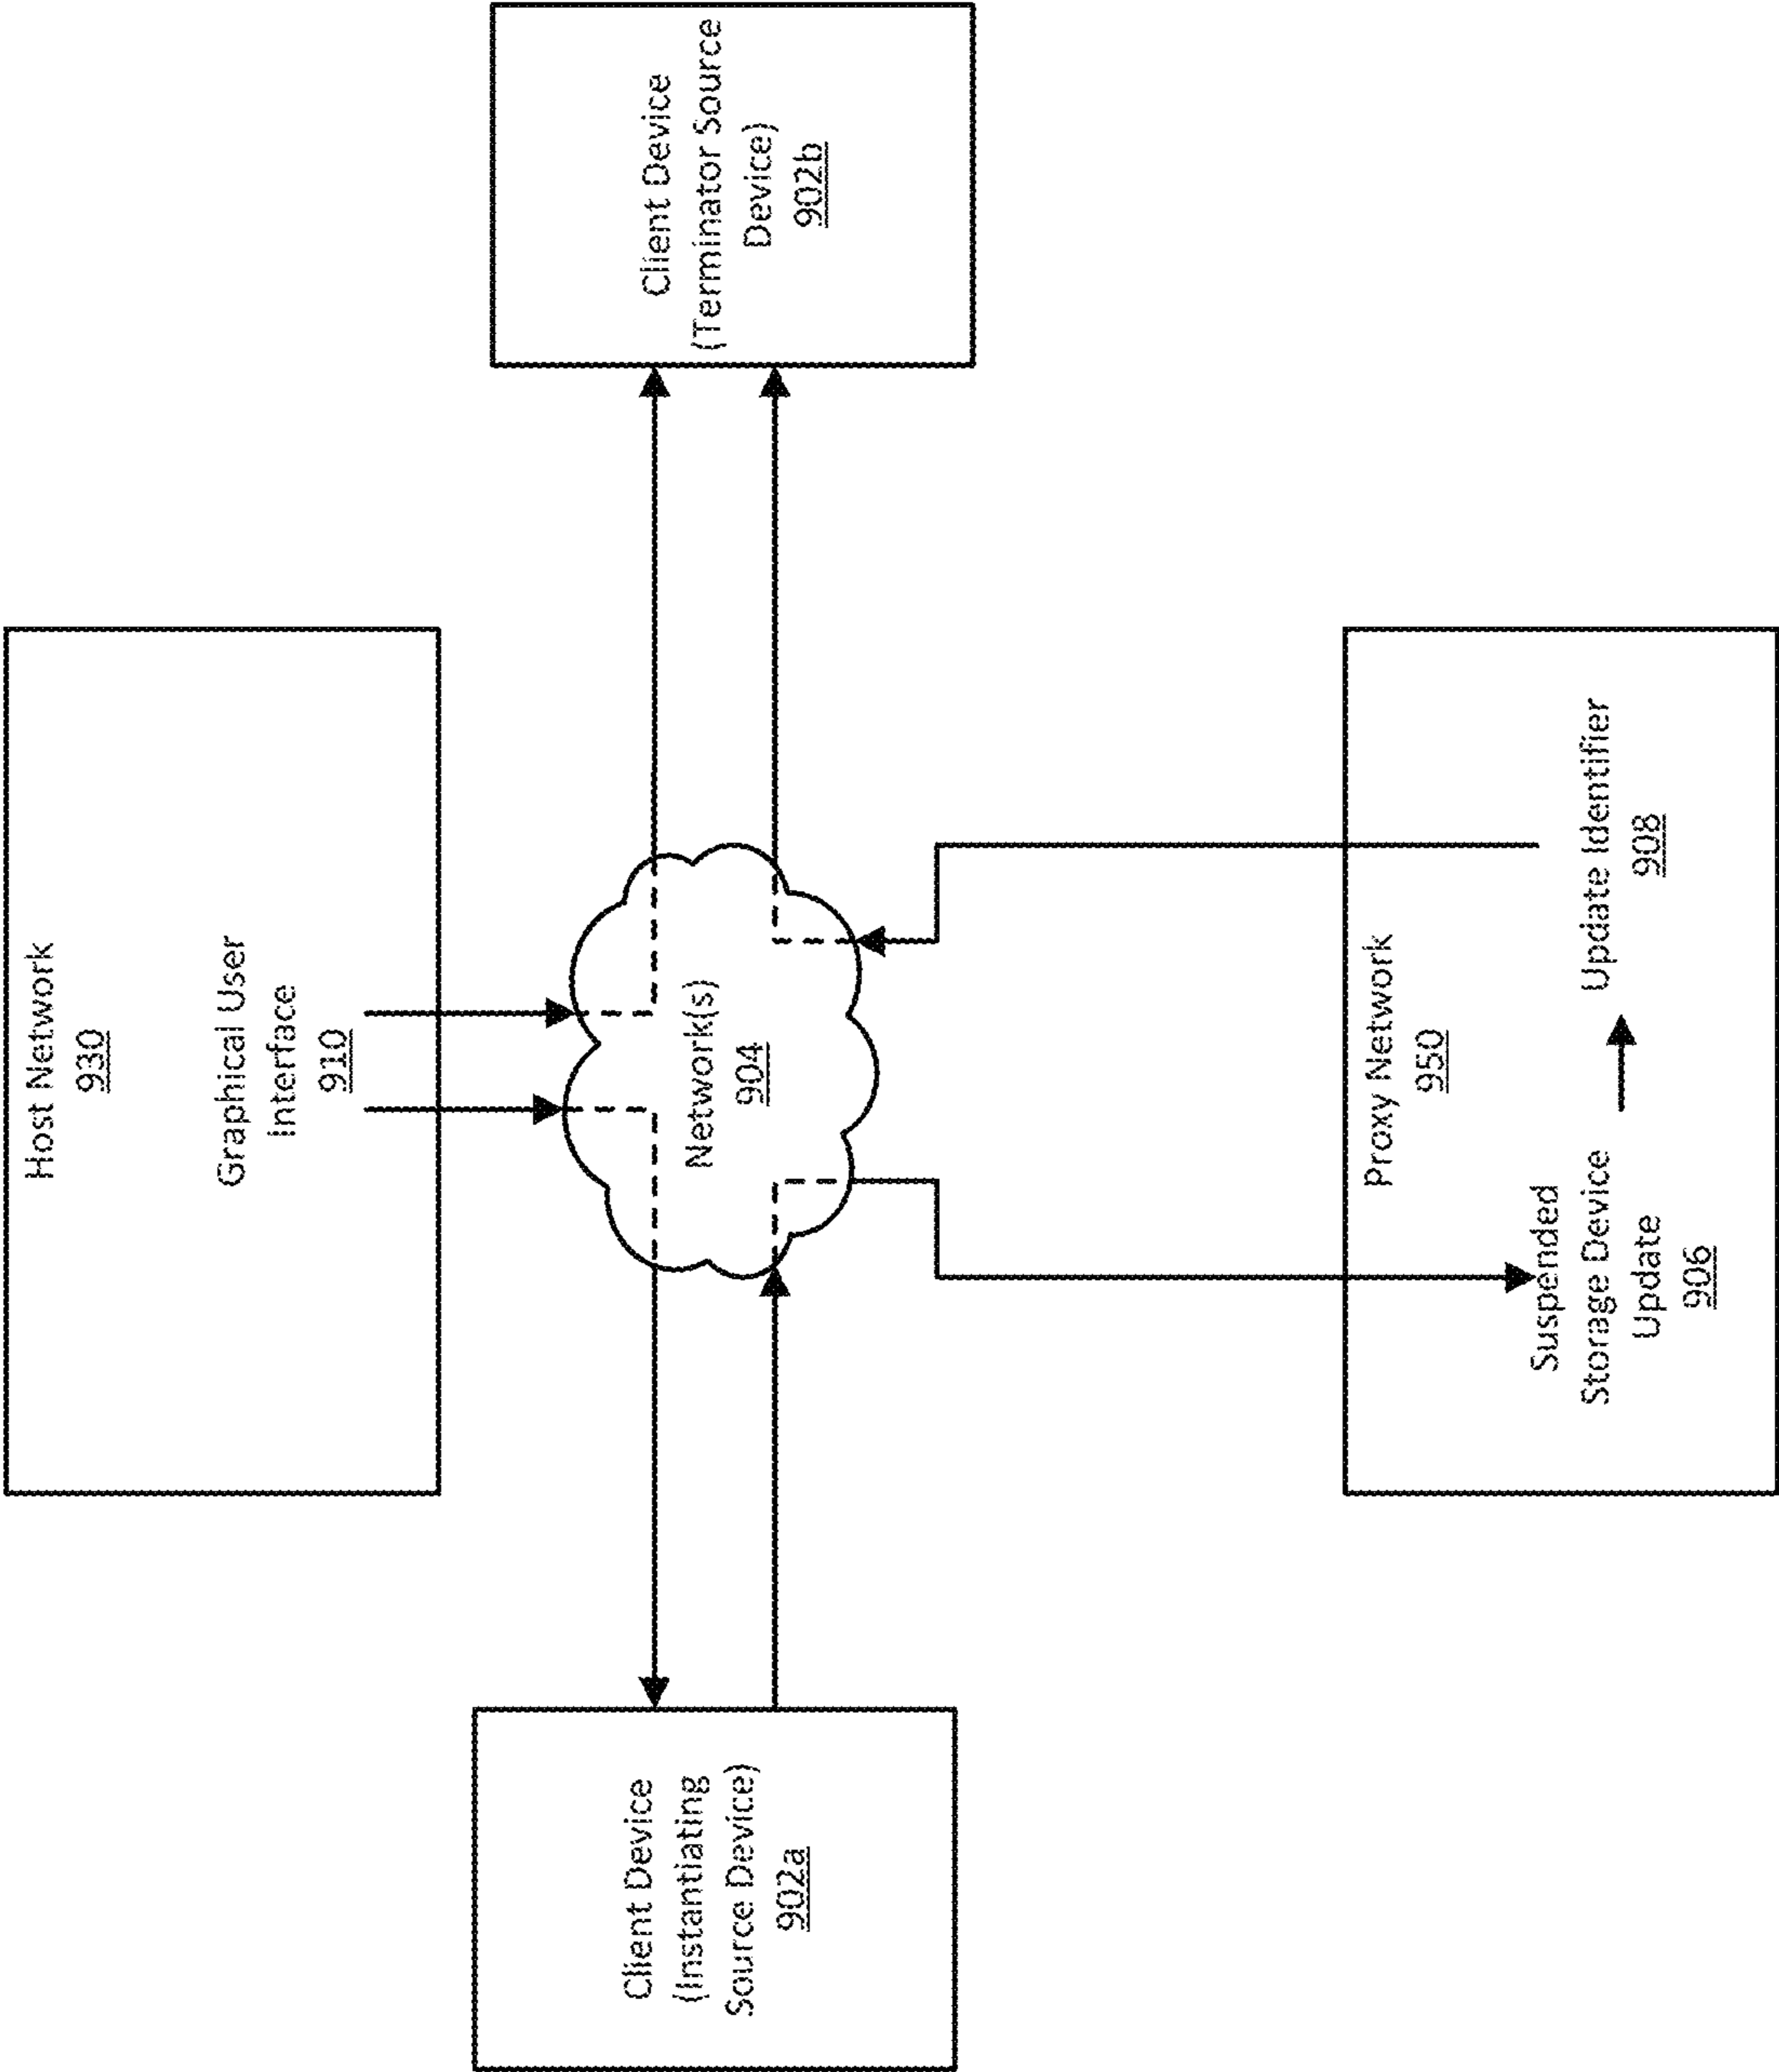 Host Network
930
Graphical User
Interface
910
Client Device
(Instantiating
Source Device)
902a
Network(s)
904
Client Device
(Terminator Source
Device)
902b
Proxy Network
950
Suspended
Storage Device
Update
906
Update Identifier
908